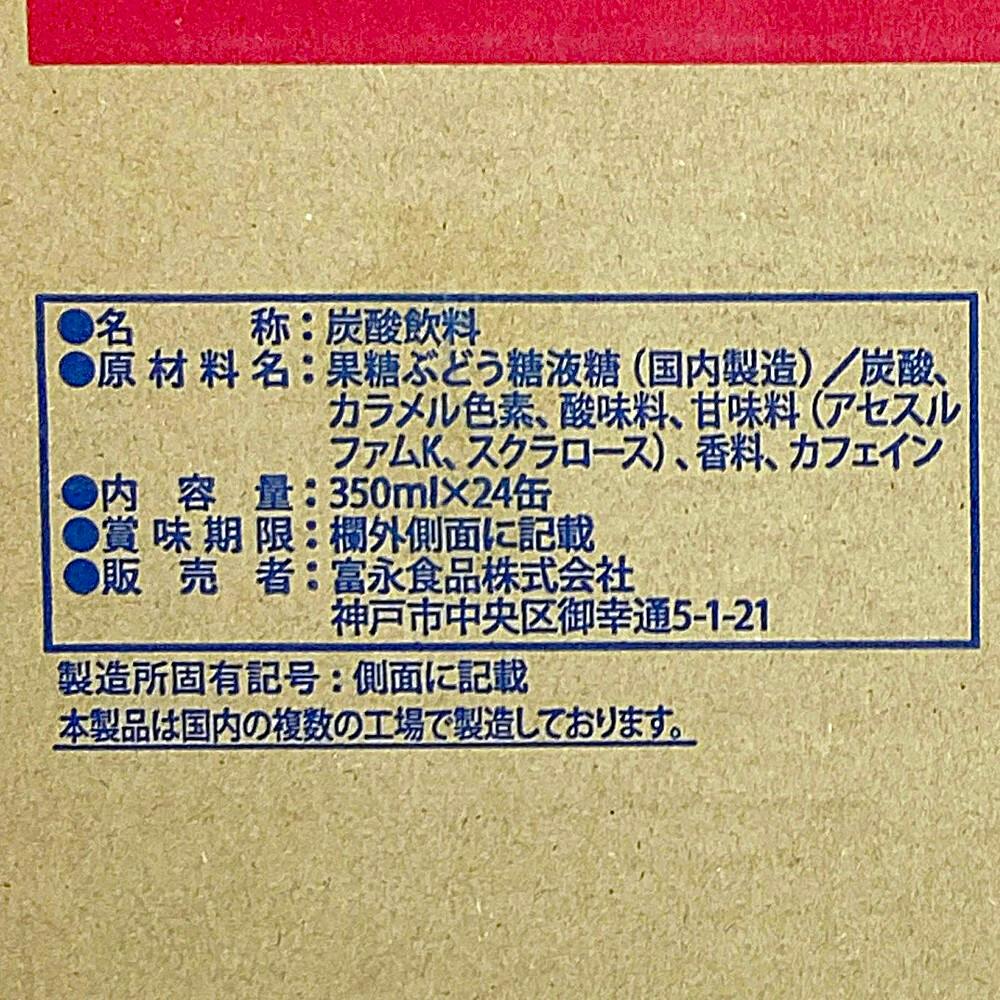 ●名称：炭酸飲料
●原材料名：果糖ぶどう糖液糖（国内製造）／炭酸、
カラメル色素、酸味料、甘味料（アセスル
ファムK、スクラロース）、香料、カフェイン
●内容量：350ml×24缶
●賞味期限：欄外側面に記載
●販売者：富永食品株式会社
神戸市中央区御幸通5-1-21
製造所固有記号：側面に記載
本製品は国内の複数の工場で製造しております。